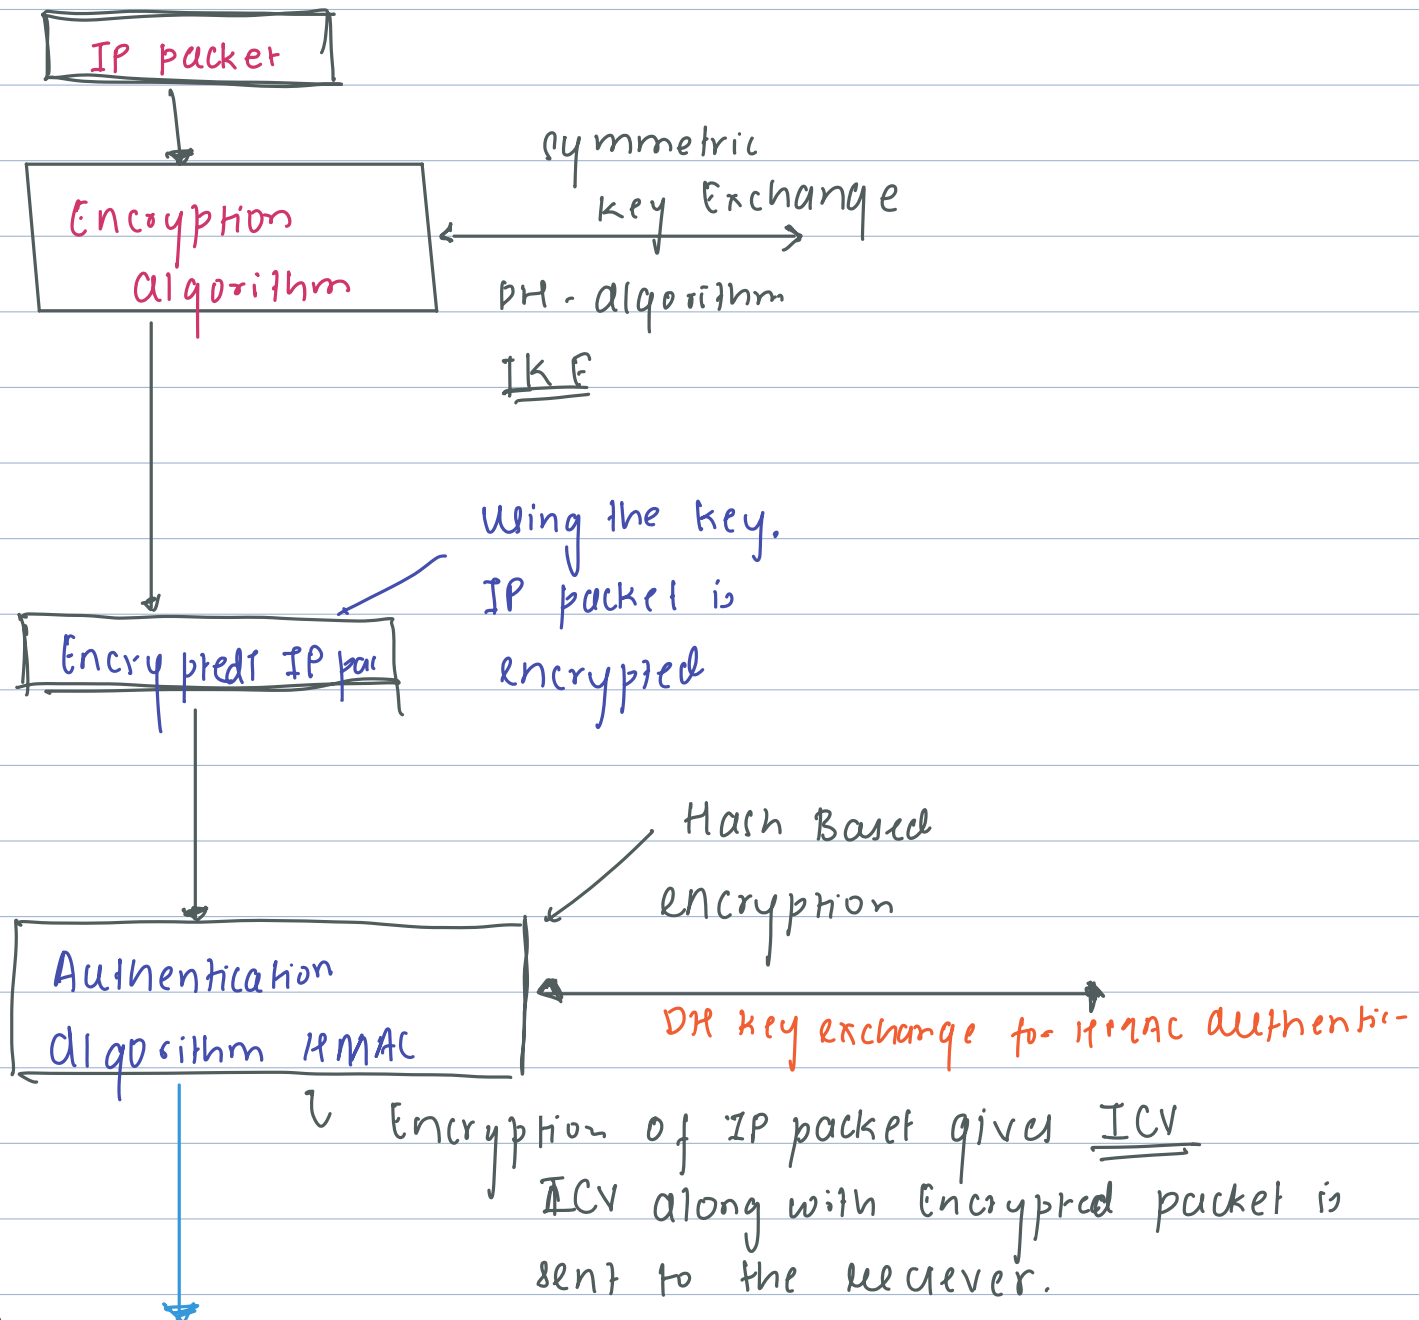 IP packet
symmetric
key Exchange
Encryption
algorithm
DH - algorithm
IKE
Using the key.
IP packet is
encrypted
Encryptedt IP pac
Hash Based
encryption
Authentication
algorithm HMAC
DH key exchange for HMAC authentic-
Encryption of IP packet gives ICV
ICV along with Encrypted packet is
sent to the reciever.